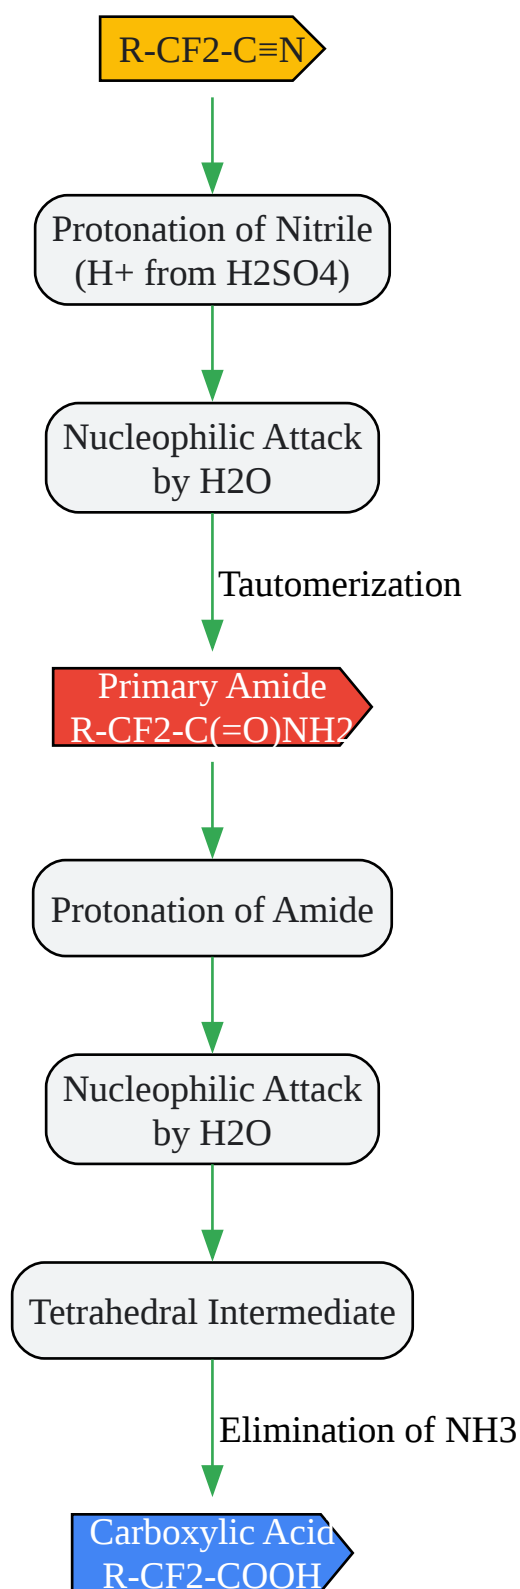 R-CF2-C≡N
Protonation of Nitrile
(H+ from H2SO4)
Nucleophilic Attack
by H2O
Tautomerization
Primary Amide
R-CF2-C(=O)NH2
Protonation of Amide
Nucleophilic Attack
by H2O
Tetrahedral Intermediate
Elimination of NH3
Carboxylic Acid
R-CF2-COOH